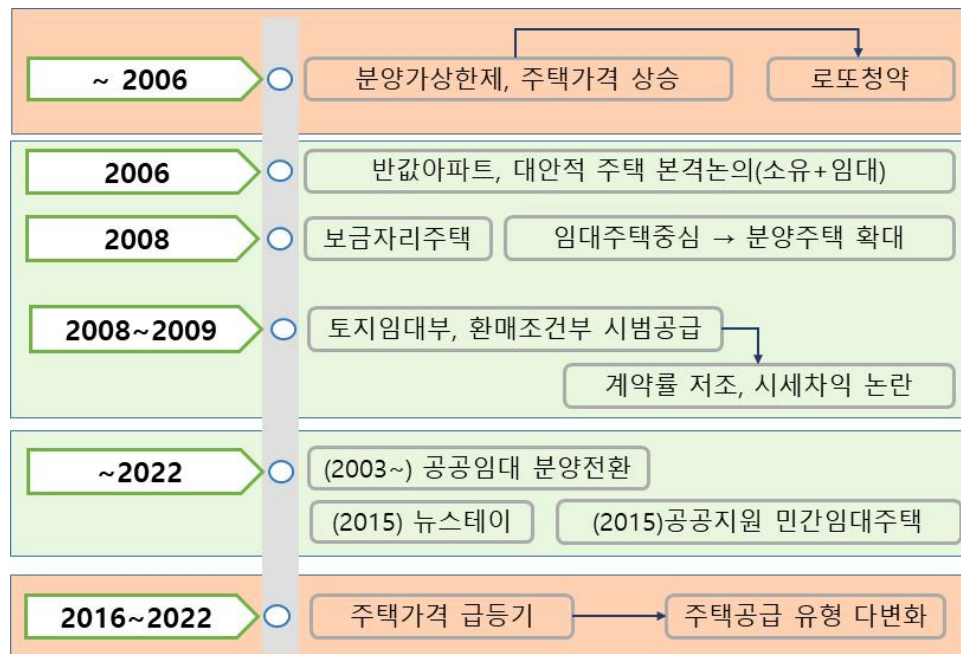 ~ 2006
분양가상한제, 주택가격 상승
로또청약
2006
반값아파트, 대안적 주택 본격논의(소유+임대)
2008
보금자리주택
임대주택중심 → 분양주택 확대
2008~2009
토지임대부, 환매조건부 시범공급
계약률 저조, 시세차익 논란
~2022
(2003~) 공공임대 분양전환
(2015) 뉴스테이
(2015)공공지원 민간임대주택
2016~2022
주택가격 급등기
주택공급 유형 다변화